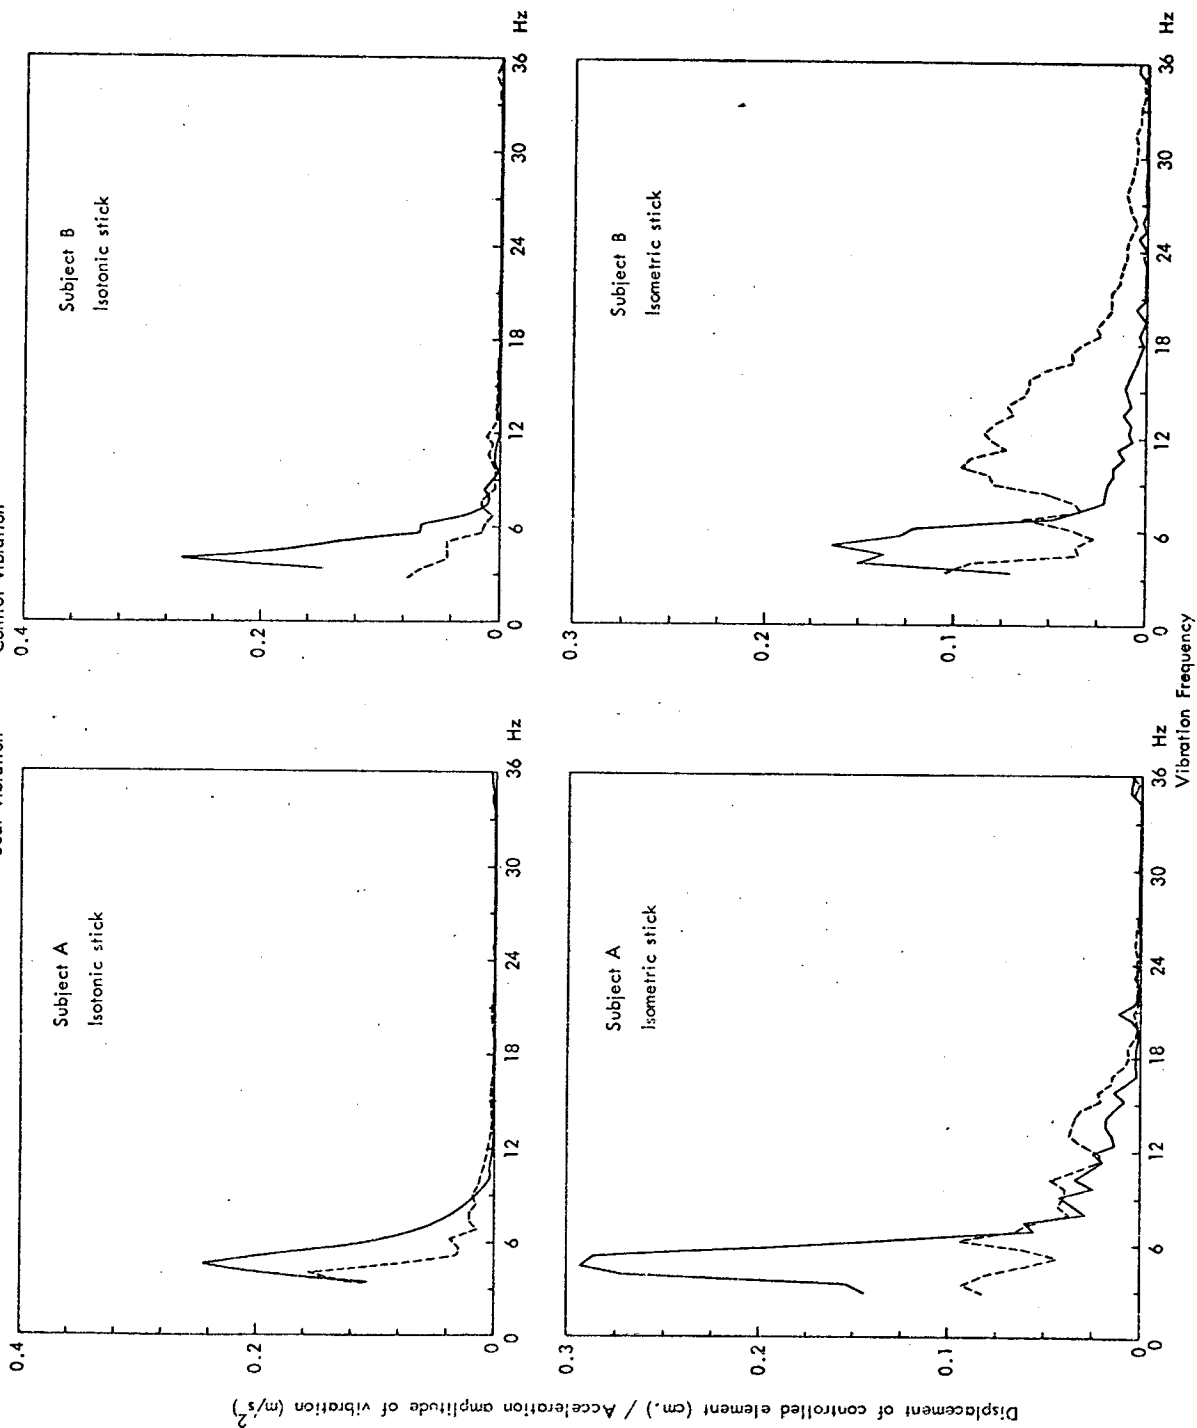 Control vibration
Subject A
Isotonic stick
0.4
0.2
0
0
6
12
18
24
30
36
Hz
Subject B
Isotonic stick
0.4
0.2
0
0
6
12
18
24
30
36
Hz
Subject A
Isometric stick
0.3
0.2
0.1
0
0
6
12
18
24
30
36
Hz
Subject B
Isometric stick
0.3
0.2
0.1
0
0
6
12
18
24
30
36
Hz
Vibration Frequency
Displacement of controlled element (cm.) / Acceleration amplitude of vibration (m/s²)